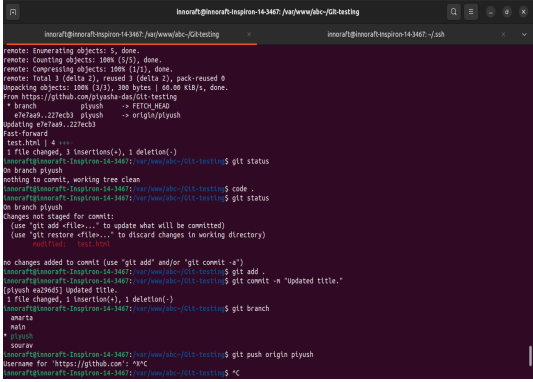 innoraft@innoraft-Inspiron-14-3467: /var/www/abc-/Git-testing
innoraft@innoraft-Inspiron-14-3467: /var/www/abc-/Git-testing × innoraft@innoraft-Inspiron-14-3467: ~/.ssh ×
remote: Enumerating objects: 5, done.
remote: Counting objects: 100% (5/5), done.
remote: Compressing objects: 100% (1/1), done.
remote: Total 3 (delta 2), reused 3 (delta 2), pack-reused 0
Unpacking objects: 100% (3/3), 300 bytes | 60.00 KiB/s, done.
From https://github.com/piyasha-das/Git-testing
 * branch            piyush     -> FETCH_HEAD
   e7e7aa9..227ecb3  piyush     -> origin/piyush
Updating e7e7aa9..227ecb3
Fast-forward
 test.html | 4 +++-
 1 file changed, 3 insertions(+), 1 deletion(-)
innoraft@innoraft-Inspiron-14-3467:/var/www/abc-/Git-testing$ git status
On branch piyush
nothing to commit, working tree clean
innoraft@innoraft-Inspiron-14-3467:/var/www/abc-/Git-testing$ code .
innoraft@innoraft-Inspiron-14-3467:/var/www/abc-/Git-testing$ git status
On branch piyush
Changes not staged for commit:
  (use "git add <file>..." to update what will be committed)
  (use "git restore <file>..." to discard changes in working directory)
        modified:   test.html
no changes added to commit (use "git add" and/or "git commit -a")
innoraft@innoraft-Inspiron-14-3467:/var/www/abc-/Git-testing$ git add .
innoraft@innoraft-Inspiron-14-3467:/var/www/abc-/Git-testing$ git commit -m "Updated title."
[piyush ea296d5] Updated title.
 1 file changed, 1 insertion(+), 1 deletion(-)
innoraft@innoraft-Inspiron-14-3467:/var/www/abc-/Git-testing$ git branch
  amarta
  main
* piyush
  sourav
innoraft@innoraft-Inspiron-14-3467:/var/www/abc-/Git-testing$ git push origin piyush
Username for 'https://github.com': ^X^C
innoraft@innoraft-Inspiron-14-3467:/var/www/abc-/Git-testing$ ^C